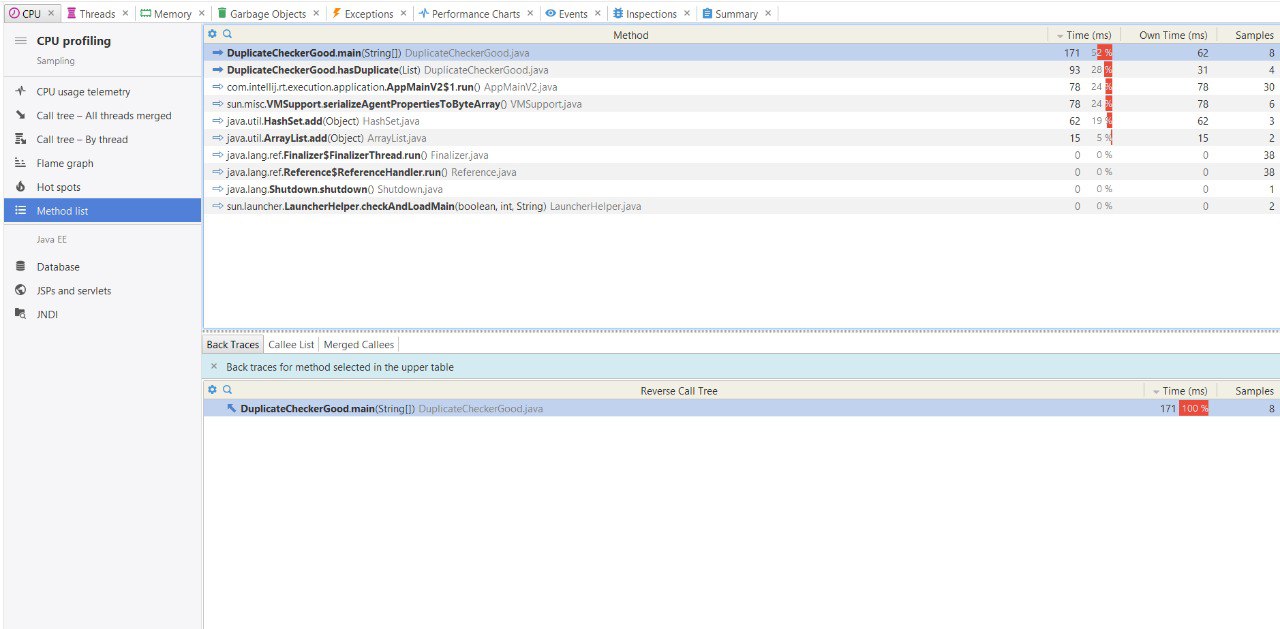 CPU × Threads × Memory × Garbage Objects × Exceptions × Performance Charts × Events × Inspections × Summary ×
CPU profiling
Sampling
CPU usage telemetry
Call tree – All threads merged
Call tree – By thread
Flame graph
Hot spots
Method list
Java EE
Database
JSPs and servlets
JNDI
Method Time (ms) Own Time (ms) Samples
DuplicateCheckerGood.main(String[]) DuplicateCheckerGood.java 171 52 % 62 8
DuplicateCheckerGood.hasDuplicate(List) DuplicateCheckerGood.java 93 28 % 31 4
com.intellij.rt.execution.application.AppMainV2$1.run() AppMainV2.java 78 24 % 78 30
sun.misc.VMSupport.serializeAgentPropertiesToByteArray() VMSupport.java 78 24 % 78 6
java.util.HashSet.add(Object) HashSet.java 62 19 % 62 3
java.util.ArrayList.add(Object) ArrayList.java 15 5 % 15 2
java.lang.ref.Finalizer$FinalizerThread.run() Finalizer.java 0 0 % 0 38
java.lang.ref.Reference$ReferenceHandler.run() Reference.java 0 0 % 0 38
java.lang.Shutdown.shutdown() Shutdown.java 0 0 % 0 1
sun.launcher.LauncherHelper.checkAndLoadMain(boolean, int, String) LauncherHelper.java 0 0 % 0 2
Back Traces Callee List Merged Callees
× Back traces for method selected in the upper table
Reverse Call Tree Time (ms) Samples
DuplicateCheckerGood.main(String[]) DuplicateCheckerGood.java 171 100 % 8